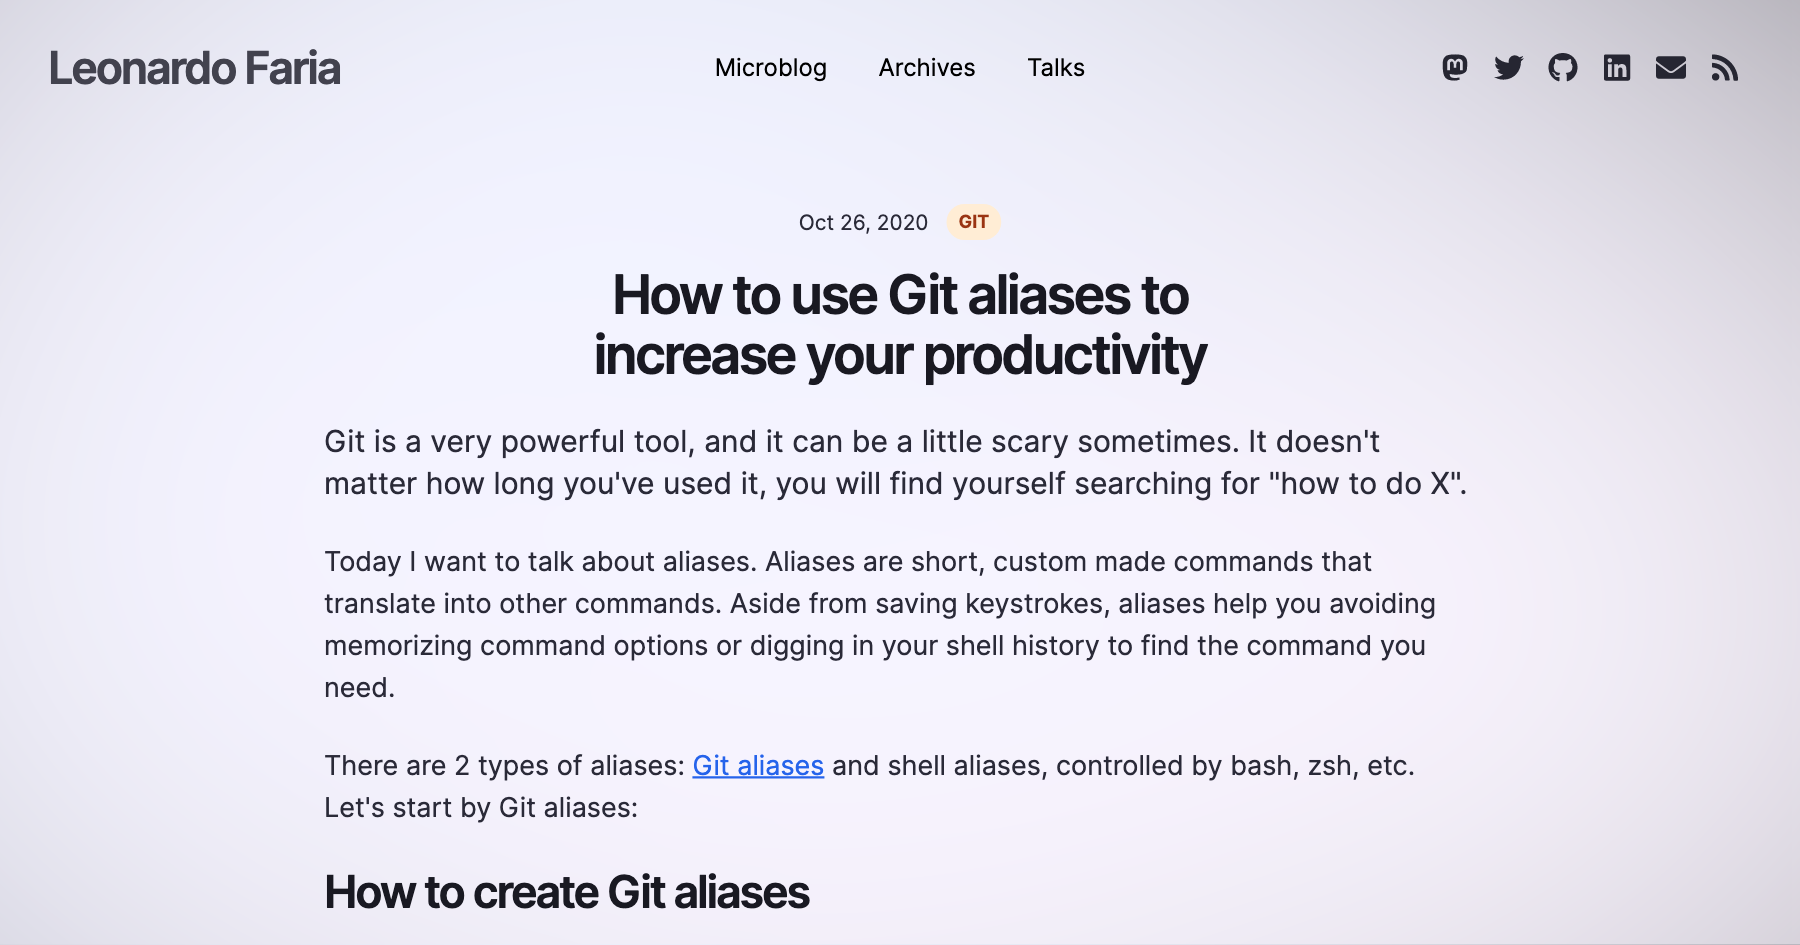 Leonardo Faria
Microblog
Archives
Talks
Oct 26, 2020
GIT
How to use Git aliases to
increase your productivity
Git is a very powerful tool, and it can be a little scary sometimes. It doesn't
matter how long you've used it, you will find yourself searching for "how to do X".
Today I want to talk about aliases. Aliases are short, custom made commands that
translate into other commands. Aside from saving keystrokes, aliases help you avoiding
memorizing command options or digging in your shell history to find the command you
need.
There are 2 types of aliases: Git aliases and shell aliases, controlled by bash, zsh, etc.
Let's start by Git aliases:
How to create Git aliases